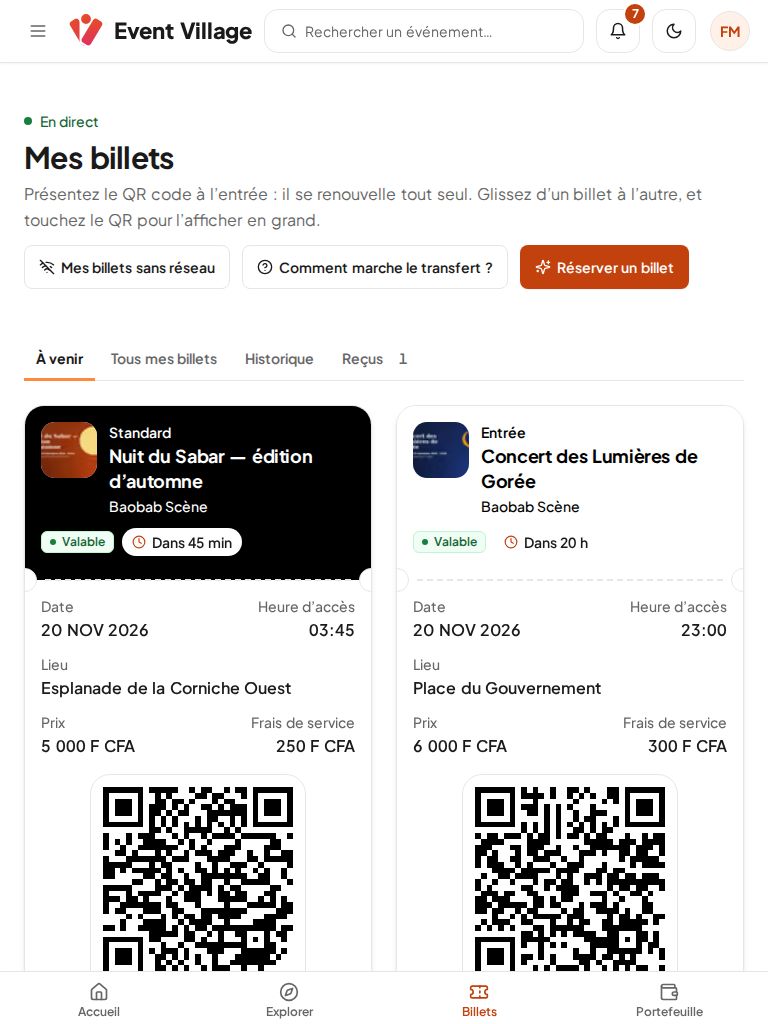 Event Village
Rechercher un événement...
7
FM
En direct
Mes billets
Présentez le QR code à l'entrée : il se renouvelle tout seul. Glissez d'un billet à l'autre, et
touchez le QR pour l'afficher en grand.
Mes billets sans réseau
Comment marche le transfert ?
Réserver un billet
À venir
Tous mes billets
Historique
Reçus 1
Standard
Nuit du Sabar — édition
d'automne
Baobab Scène
Valable
Dans 45 min
Date
Heure d'accès
20 NOV 2026
03:45
Lieu
Esplanade de la Corniche Ouest
Prix
Frais de service
5 000 F CFA
250 F CFA
Entrée
Concert des Lumières de
Gorée
Baobab Scène
Valable
Dans 20 h
Date
Heure d'accès
20 NOV 2026
23:00
Lieu
Place du Gouvernement
Prix
Frais de service
6 000 F CFA
300 F CFA
Accueil
Explorer
Billets
Portefeuille